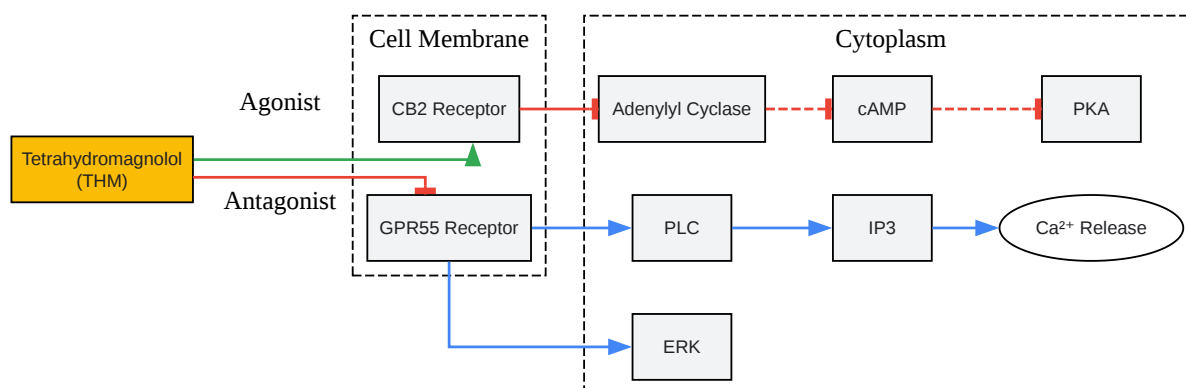 Cell Membrane
Cytoplasm
Agonist
CB2 Receptor
Adenylyl Cyclase
cAMP
PKA
Tetrahydromagnolol
(THM)
Antagonist
GPR55 Receptor
PLC
IP3
Ca²⁺ Release
ERK